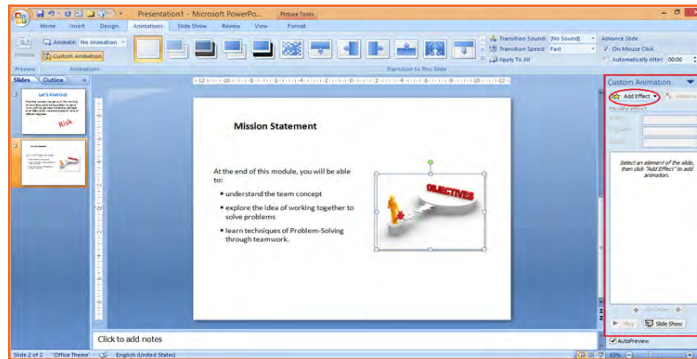 Presentation1 - Microsoft PowerPo...
Picture Tools
Home Insert Design Animations Slide Show Review View Format
Preview
Animate: No Animation
Custom Animation
Animations
Transition to This Slide
Transition Sound: [No Sound]
Transition Speed: Fast
Apply To All
Advance Slide
On Mouse Click
Automatically After: 00:00
Slides Outline
Let's Find Out
Risk
Mission Statement
At the end of this module, you will be able
to:
▪ understand the team concept
▪ explore the idea of working together to
solve problems
▪ learn techniques of Problem-Solving
through teamwork.
OBJECTIVES
Custom Animation
Add Effect
Select an element of the slide,
then click "Add Effect" to add
animation.
Play
Slide Show
AutoPreview
Click to add notes
Slide 2 of 2 "Office Theme" English (United States)